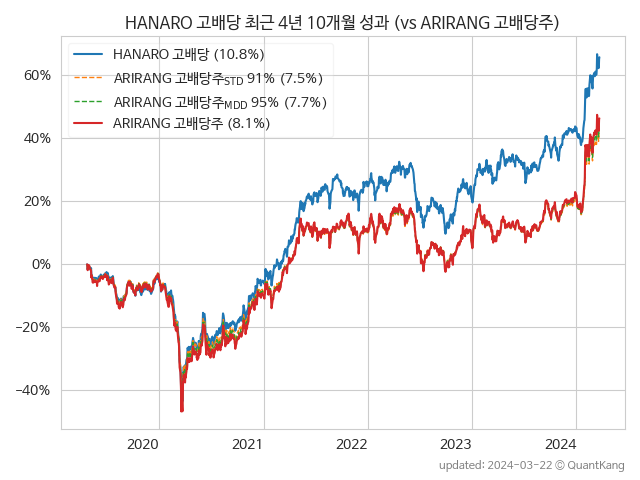 HANARO 고배당 최근 4년 10개월 성과 (vs ARIRANG 고배당주)
HANARO 고배당 (10.8%)
ARIRANG 고배당주STD 91% (7.5%)
ARIRANG 고배당주MDD 95% (7.7%)
ARIRANG 고배당주 (8.1%)
60%
40%
20%
0%
−20%
−40%
2020 2021 2022 2023 2024
updated: 2024-03-22 © QuantKang